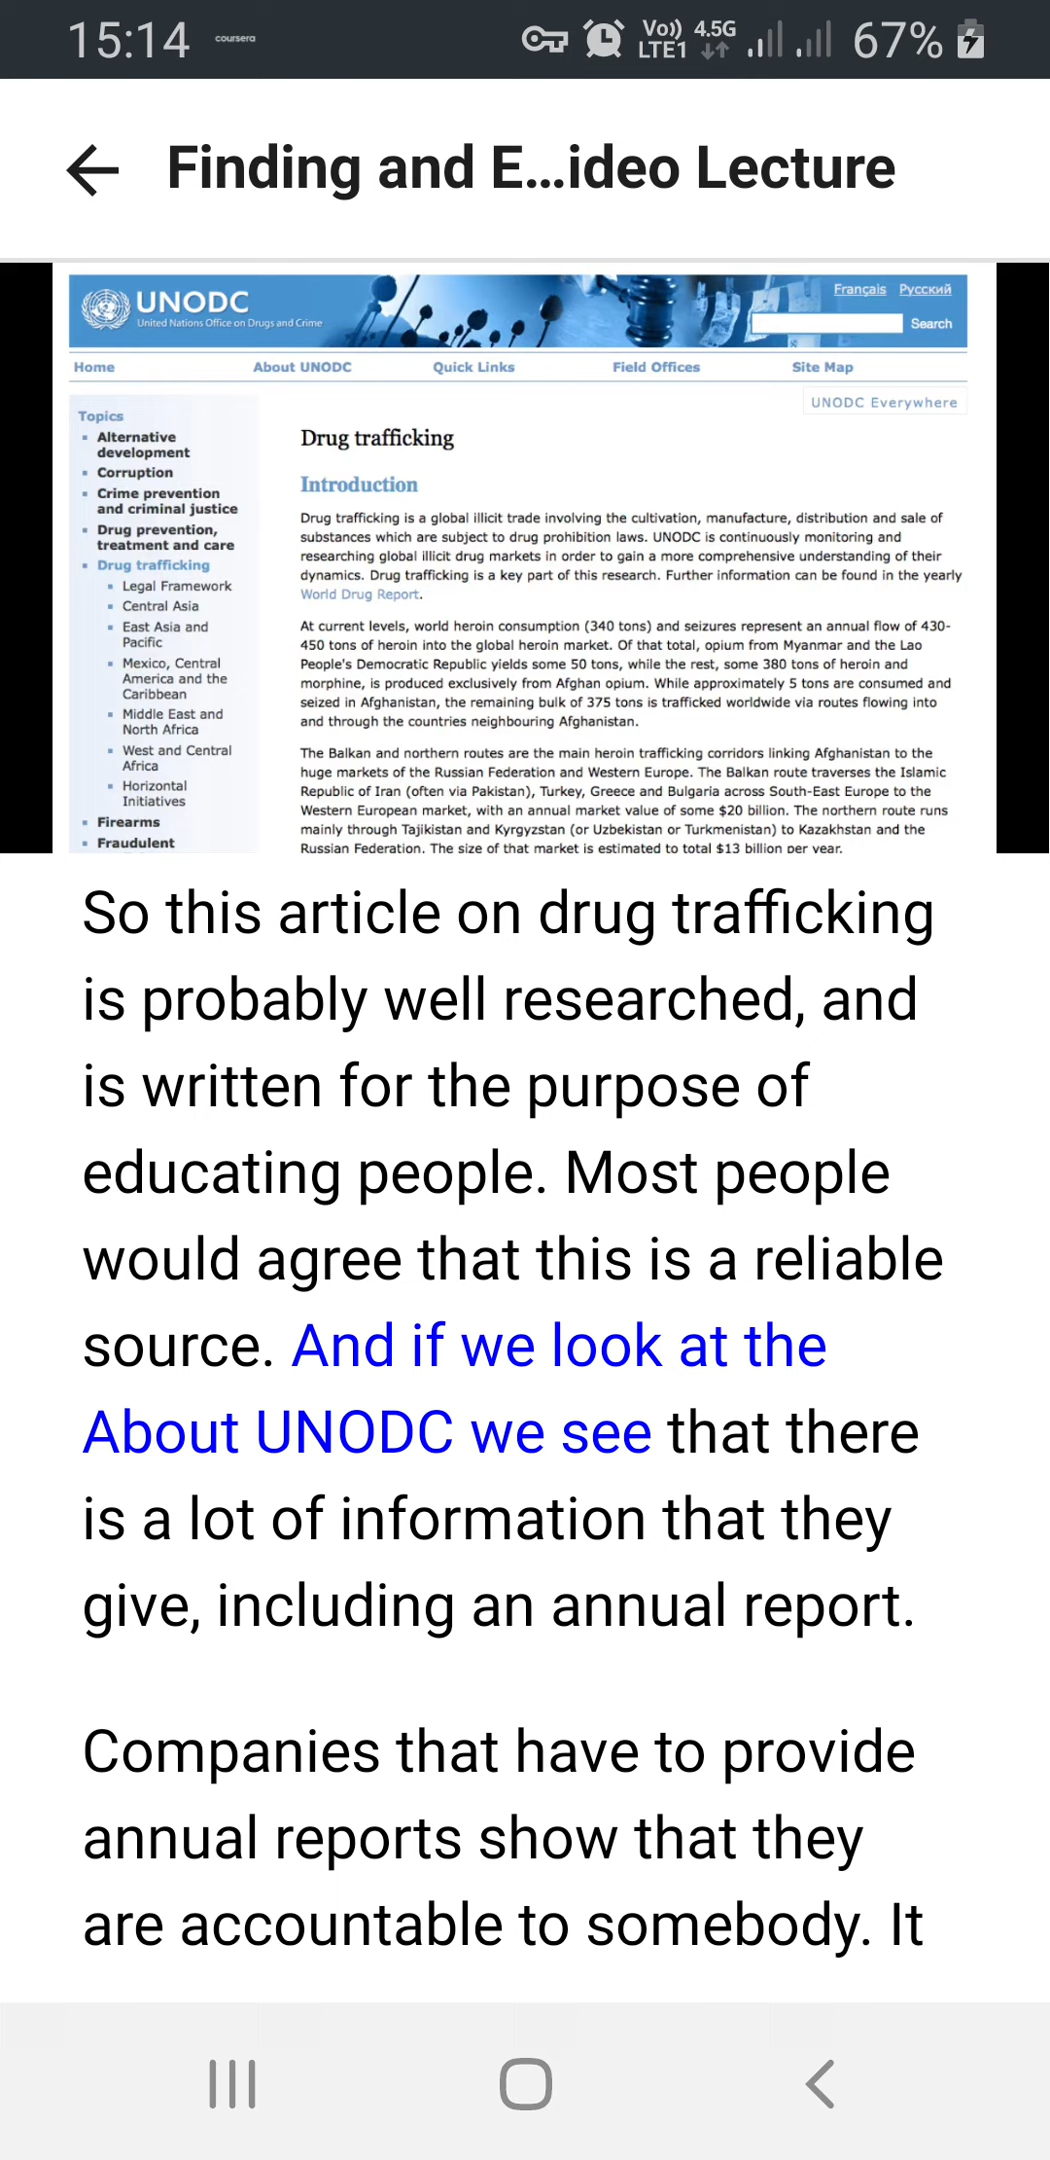 15:14 coursera Vo)) LTE1 4.5G 67%
Finding and E...ideo Lecture
UNODC
United Nations Office on Drugs and Crime
Français Русский
Search
Home About UNODC Quick Links Field Offices Site Map
UNODC Everywhere
Topics
Alternative
development
Corruption
Crime prevention
and criminal justice
Drug prevention,
treatment and care
Drug trafficking
Legal Framework
Central Asia
East Asia and
Pacific
Mexico, Central
America and the
Caribbean
Middle East and
North Africa
West and Central
Africa
Horizontal
Initiatives
Firearms
Fraudulent
Drug trafficking
Introduction
Drug trafficking is a global illicit trade involving the cultivation, manufacture, distribution and sale of
substances which are subject to drug prohibition laws. UNODC is continuously monitoring and
researching global illicit drug markets in order to gain a more comprehensive understanding of their
dynamics. Drug trafficking is a key part of this research. Further information can be found in the yearly
World Drug Report.
At current levels, world heroin consumption (340 tons) and seizures represent an annual flow of 430-
450 tons of heroin into the global heroin market. Of that total, opium from Myanmar and the Lao
People's Democratic Republic yields some 50 tons, while the rest, some 380 tons of heroin and
morphine, is produced exclusively from Afghan opium. While approximately 5 tons are consumed and
seized in Afghanistan, the remaining bulk of 375 tons is trafficked worldwide via routes flowing into
and through the countries neighbouring Afghanistan.
The Balkan and northern routes are the main heroin trafficking corridors linking Afghanistan to the
huge markets of the Russian Federation and Western Europe. The Balkan route traverses the Islamic
Republic of Iran (often via Pakistan), Turkey, Greece and Bulgaria across South-East Europe to the
Western European market, with an annual market value of some $20 billion. The northern route runs
mainly through Tajikistan and Kyrgyzstan (or Uzbekistan or Turkmenistan) to Kazakhstan and the
Russian Federation. The size of that market is estimated to total $13 billion per year.
So this article on drug trafficking
is probably well researched, and
is written for the purpose of
educating people. Most people
would agree that this is a reliable
source. And if we look at the
About UNODC we see that there
is a lot of information that they
give, including an annual report.
Companies that have to provide
annual reports show that they
are accountable to somebody. It